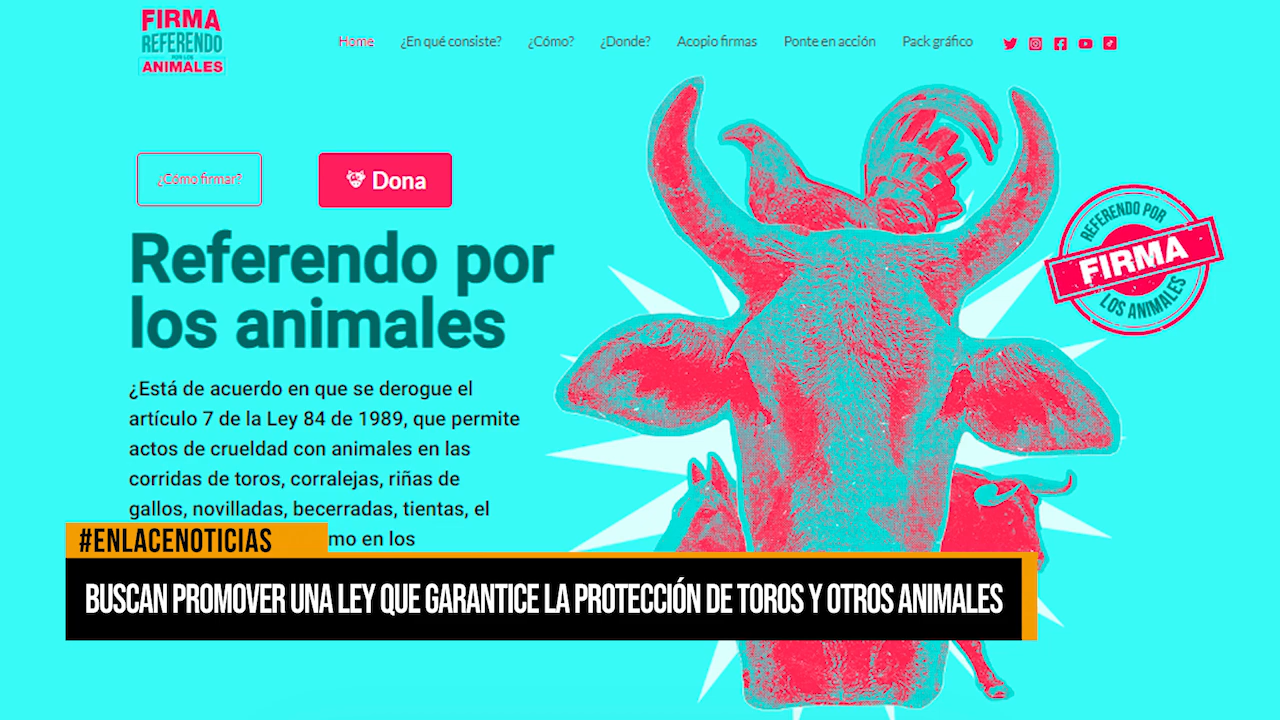 FIRMA
REFERENDO
POR LOS
ANIMALES
Home ¿En qué consiste? ¿Cómo? ¿Donde? Acopio firmas Ponte en acción Pack gráfico
¿Cómo firmar?
Dona
Referendo por
los animales
¿Está de acuerdo en que se derogue el
artículo 7 de la Ley 84 de 1989, que permite
actos de crueldad con animales en las
corridas de toros, corralejas, riñas de
gallos, novilladas, becerradas, tientas, el
mo en los
REFERENDO POR
FIRMA
LOS ANIMALES
#ENLACENOTICIAS
BUSCAN PROMOVER UNA LEY QUE GARANTICE LA PROTECCIÓN DE TOROS Y OTROS ANIMALES